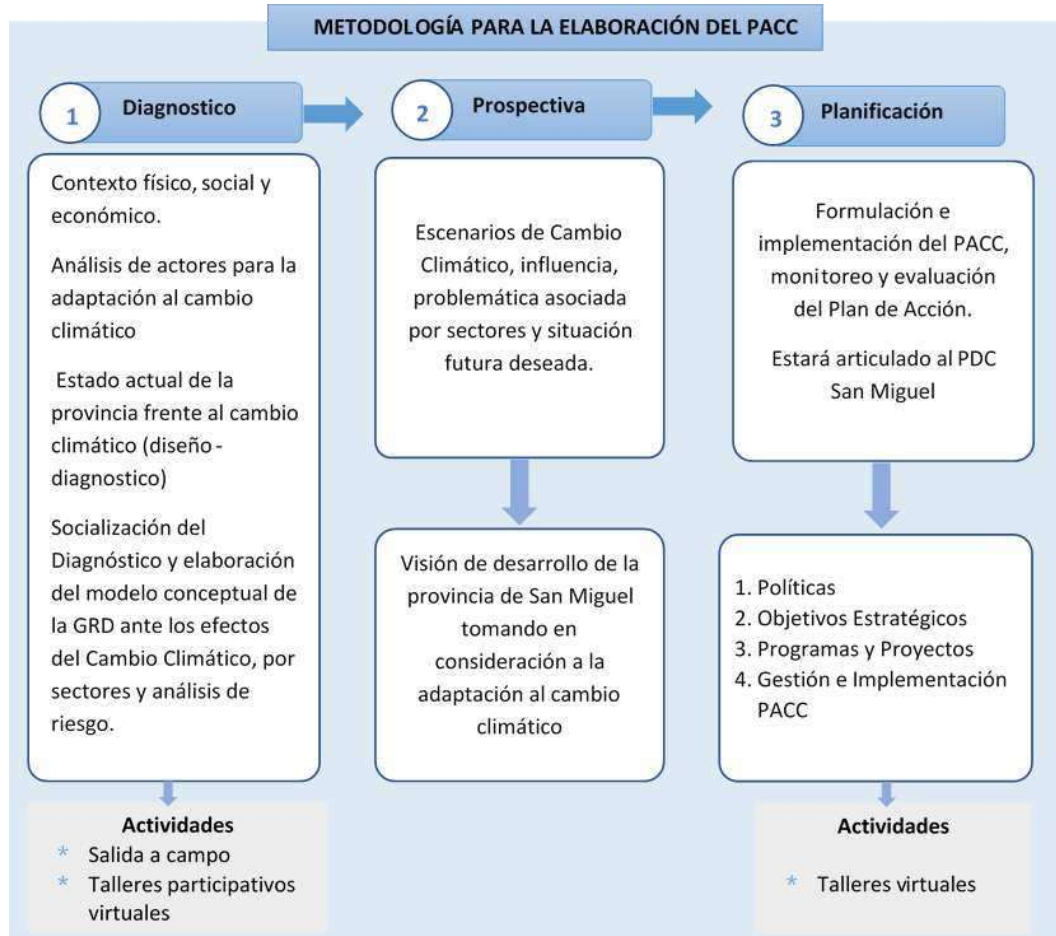 METODOLOGÍA PARA LA ELABORACIÓN DEL PACC
1
Diagnostico
Contexto físico, social y
económico.
Análisis de actores para la
adaptación al cambio
climático
Estado actual de la
provincia frente al cambio
climático (diseño -
diagnostico)
Socialización del
Diagnóstico y elaboración
del modelo conceptual de
la GRD ante los efectos
del Cambio Climático, por
sectores y análisis de
riesgo.
Actividades
* Salida a campo
* Talleres participativos
virtuales
2
Prospectiva
Escenarios de Cambio
Climático, influencia,
problemática asociada
por sectores y situación
futura deseada.
Visión de desarrollo de la
provincia de San Miguel
tomando en
consideración a la
adaptación al cambio
climático
3
Planificación
Formulación e
implementación del PACC,
monitoreo y evaluación
del Plan de Acción.
Estará articulado al PDC
San Miguel
1. Políticas
2. Objetivos Estratégicos
3. Programas y Proyectos
4. Gestión e Implementación
PACC
Actividades
* Talleres virtuales